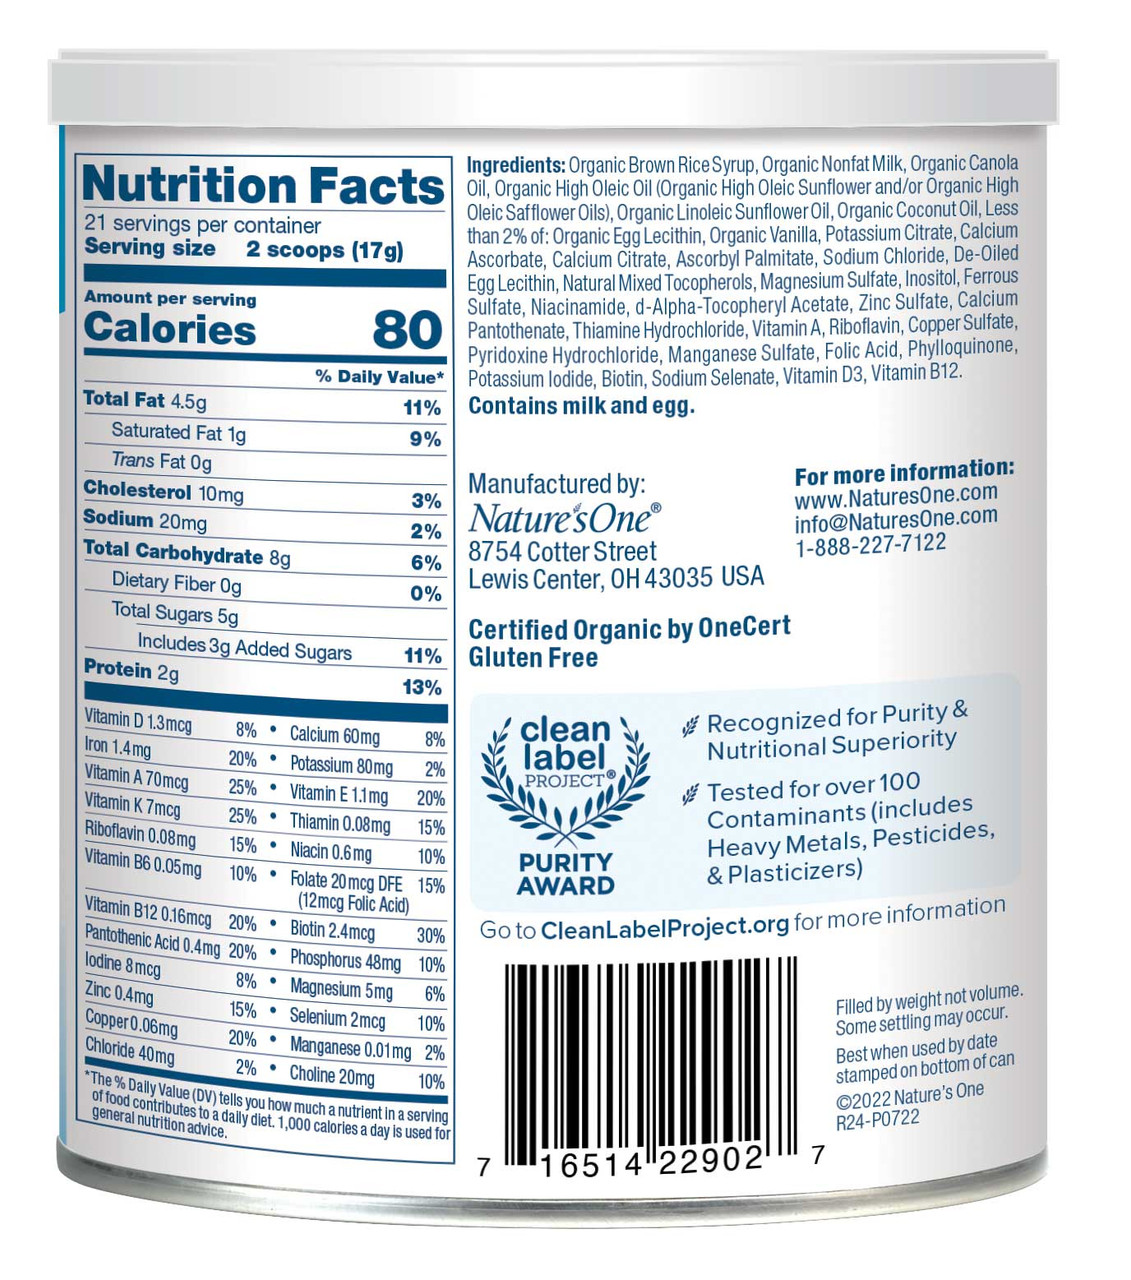 Nutrition Facts
21 servings per container
Serving size 2 scoops (17g)
Amount per serving
Calories 80
% Daily Value*
Total Fat 4.5g 11%
Saturated Fat 1g 9%
Trans Fat 0g
Cholesterol 10mg 3%
Sodium 20mg 2%
Total Carbohydrate 8g 6%
Dietary Fiber 0g 0%
Total Sugars 5g
Includes 3g Added Sugars 11%
Protein 2g 13%
Vitamin D 1.3mcg 8% • Calcium 60mg 8%
Iron 1.4mg 20% • Potassium 80mg 2%
Vitamin A 70mcg 25% • Vitamin E 1.1mg 20%
Vitamin K 7mcg 25% • Thiamin 0.08mg 15%
Riboflavin 0.08mg 15% • Niacin 0.6mg 10%
Vitamin B6 0.05mg 10% • Folate 20mcg DFE 15%
(12mcg Folic Acid)
Vitamin B12 0.16mcg 20% • Biotin 2.4mcg 30%
Pantothenic Acid 0.4mg 20% • Phosphorus 48mg 10%
Iodine 8mcg 8% • Magnesium 5mg 6%
Zinc 0.4mg 15% • Selenium 2mcg 10%
Copper 0.06mg 20% • Manganese 0.01mg 2%
Chloride 40mg 2% • Choline 20mg 10%
*The % Daily Value (DV) tells you how much a nutrient in a serving
of food contributes to a daily diet. 1,000 calories a day is used for
general nutrition advice.
Ingredients: Organic Brown Rice Syrup, Organic Nonfat Milk, Organic Canola
Oil, Organic High Oleic Oil (Organic High Oleic Sunflower and/or Organic High
Oleic Safflower Oils), Organic Linoleic Sunflower Oil, Organic Coconut Oil, Less
than 2% of: Organic Egg Lecithin, Organic Vanilla, Potassium Citrate, Calcium
Ascorbate, Calcium Citrate, Ascorbyl Palmitate, Sodium Chloride, De-Oiled
Egg Lecithin, Natural Mixed Tocopherols, Magnesium Sulfate, Inositol, Ferrous
Sulfate, Niacinamide, d-Alpha-Tocopheryl Acetate, Zinc Sulfate, Calcium
Pantothenate, Thiamine Hydrochloride, Vitamin A, Riboflavin, Copper Sulfate,
Pyridoxine Hydrochloride, Manganese Sulfate, Folic Acid, Phylloquinone,
Potassium Iodide, Biotin, Sodium Selenate, Vitamin D3, Vitamin B12.
Contains milk and egg.
Manufactured by:
Nature's One®
8754 Cotter Street
Lewis Center, OH 43035 USA
For more information:
www.NaturesOne.com
info@NaturesOne.com
1-888-227-7122
Certified Organic by OneCert
Gluten Free
clean
label
PROJECT®
PURITY
AWARD
Recognized for Purity &
Nutritional Superiority
Tested for over 100
Contaminants (includes
Heavy Metals, Pesticides,
& Plasticizers)
Go to CleanLabelProject.org for more information
7 16514 22902 7
Filled by weight not volume.
Some settling may occur.
Best when used by date
stamped on bottom of can
©2022 Nature's One
R24-P0722